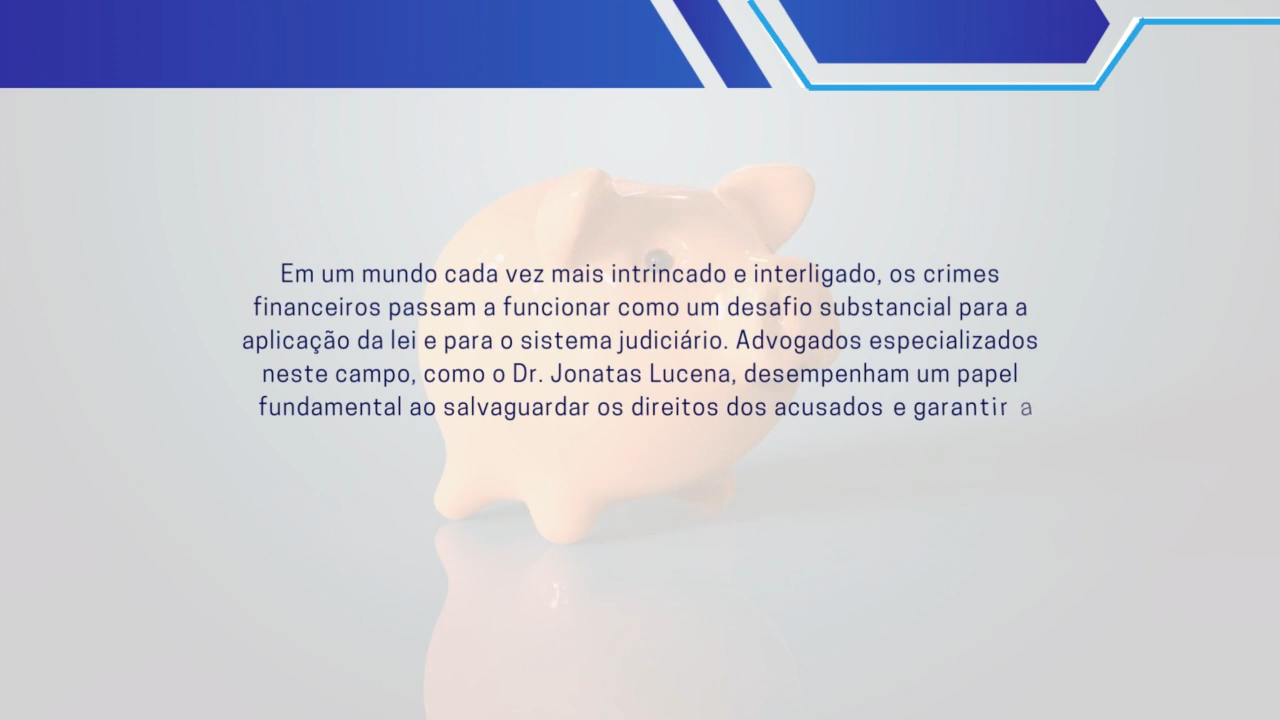 Em um mundo cada vez mais intrincado e interligado, os crimes
financeiros passam a funcionar como um desafio substancial para a
aplicação da lei e para o sistema judiciário. Advogados especializados
neste campo, como o Dr. Jonatas Lucena, desempenham um papel
fundamental ao salvaguardar os direitos dos acusados e garantir a